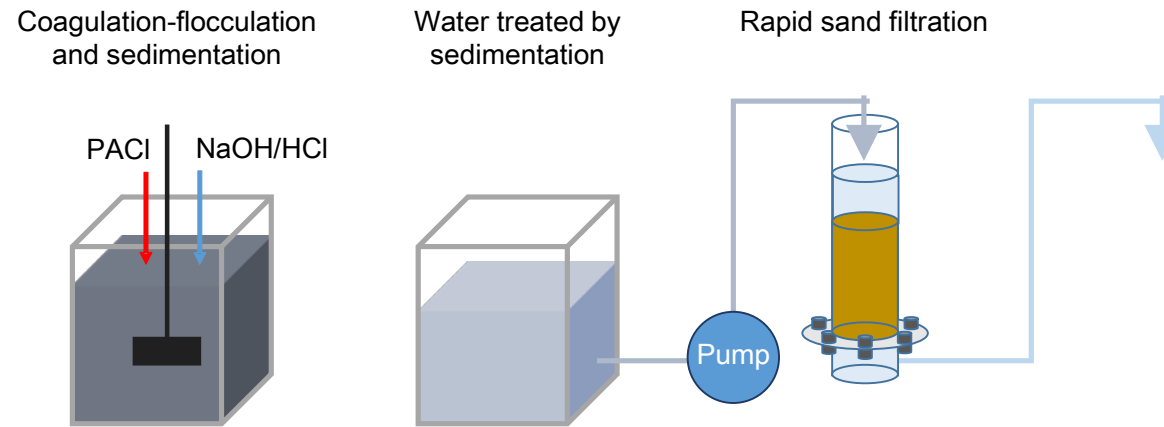 Coagulation-flocculation
and sedimentation
Water treated by
sedimentation
Rapid sand filtration
PACl
NaOH/HCl
Pump